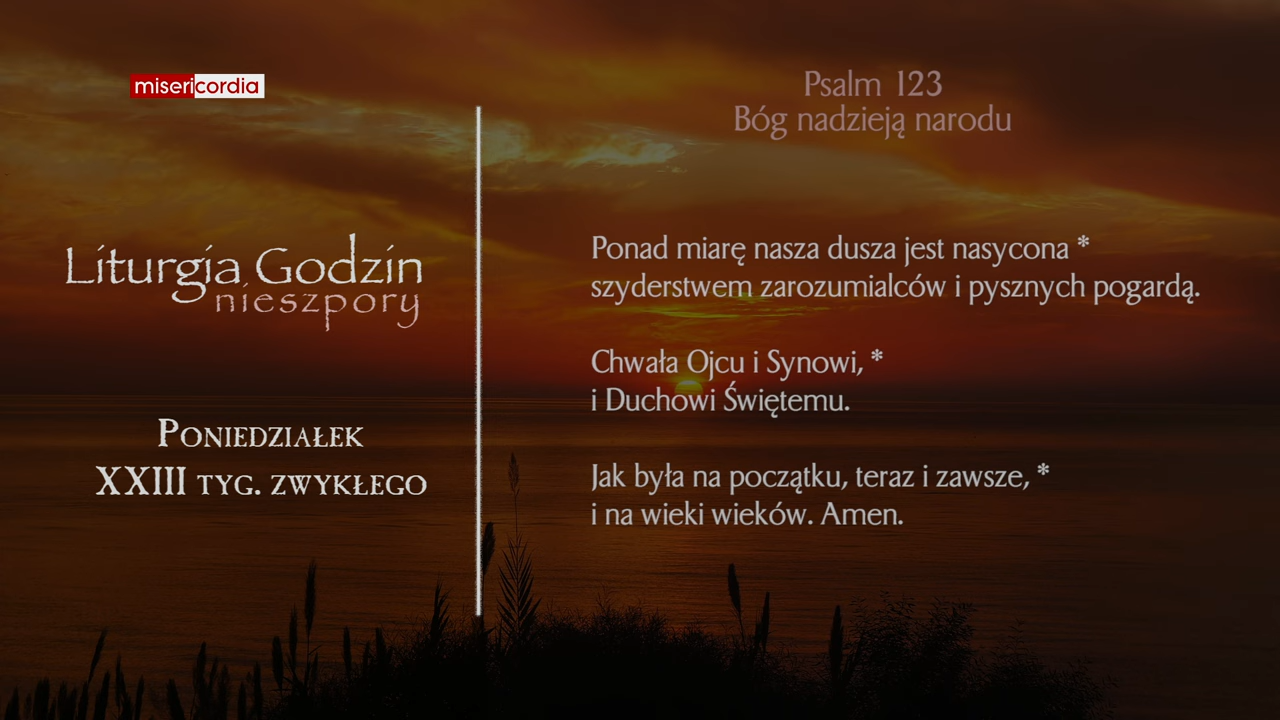 misericordia
Liturgia Godzin
nieszpory
Poniedziałek
XXIII tyg. zwykłego
Psalm 123
Bóg nadzieją narodu
Ponad miarę nasza dusza jest nasycona *
szyderstwem zarozumialców i pysznych pogardą.
Chwała Ojcu i Synowi, *
i Duchowi Świętemu.
Jak była na początku, teraz i zawsze, *
i na wieki wieków. Amen.